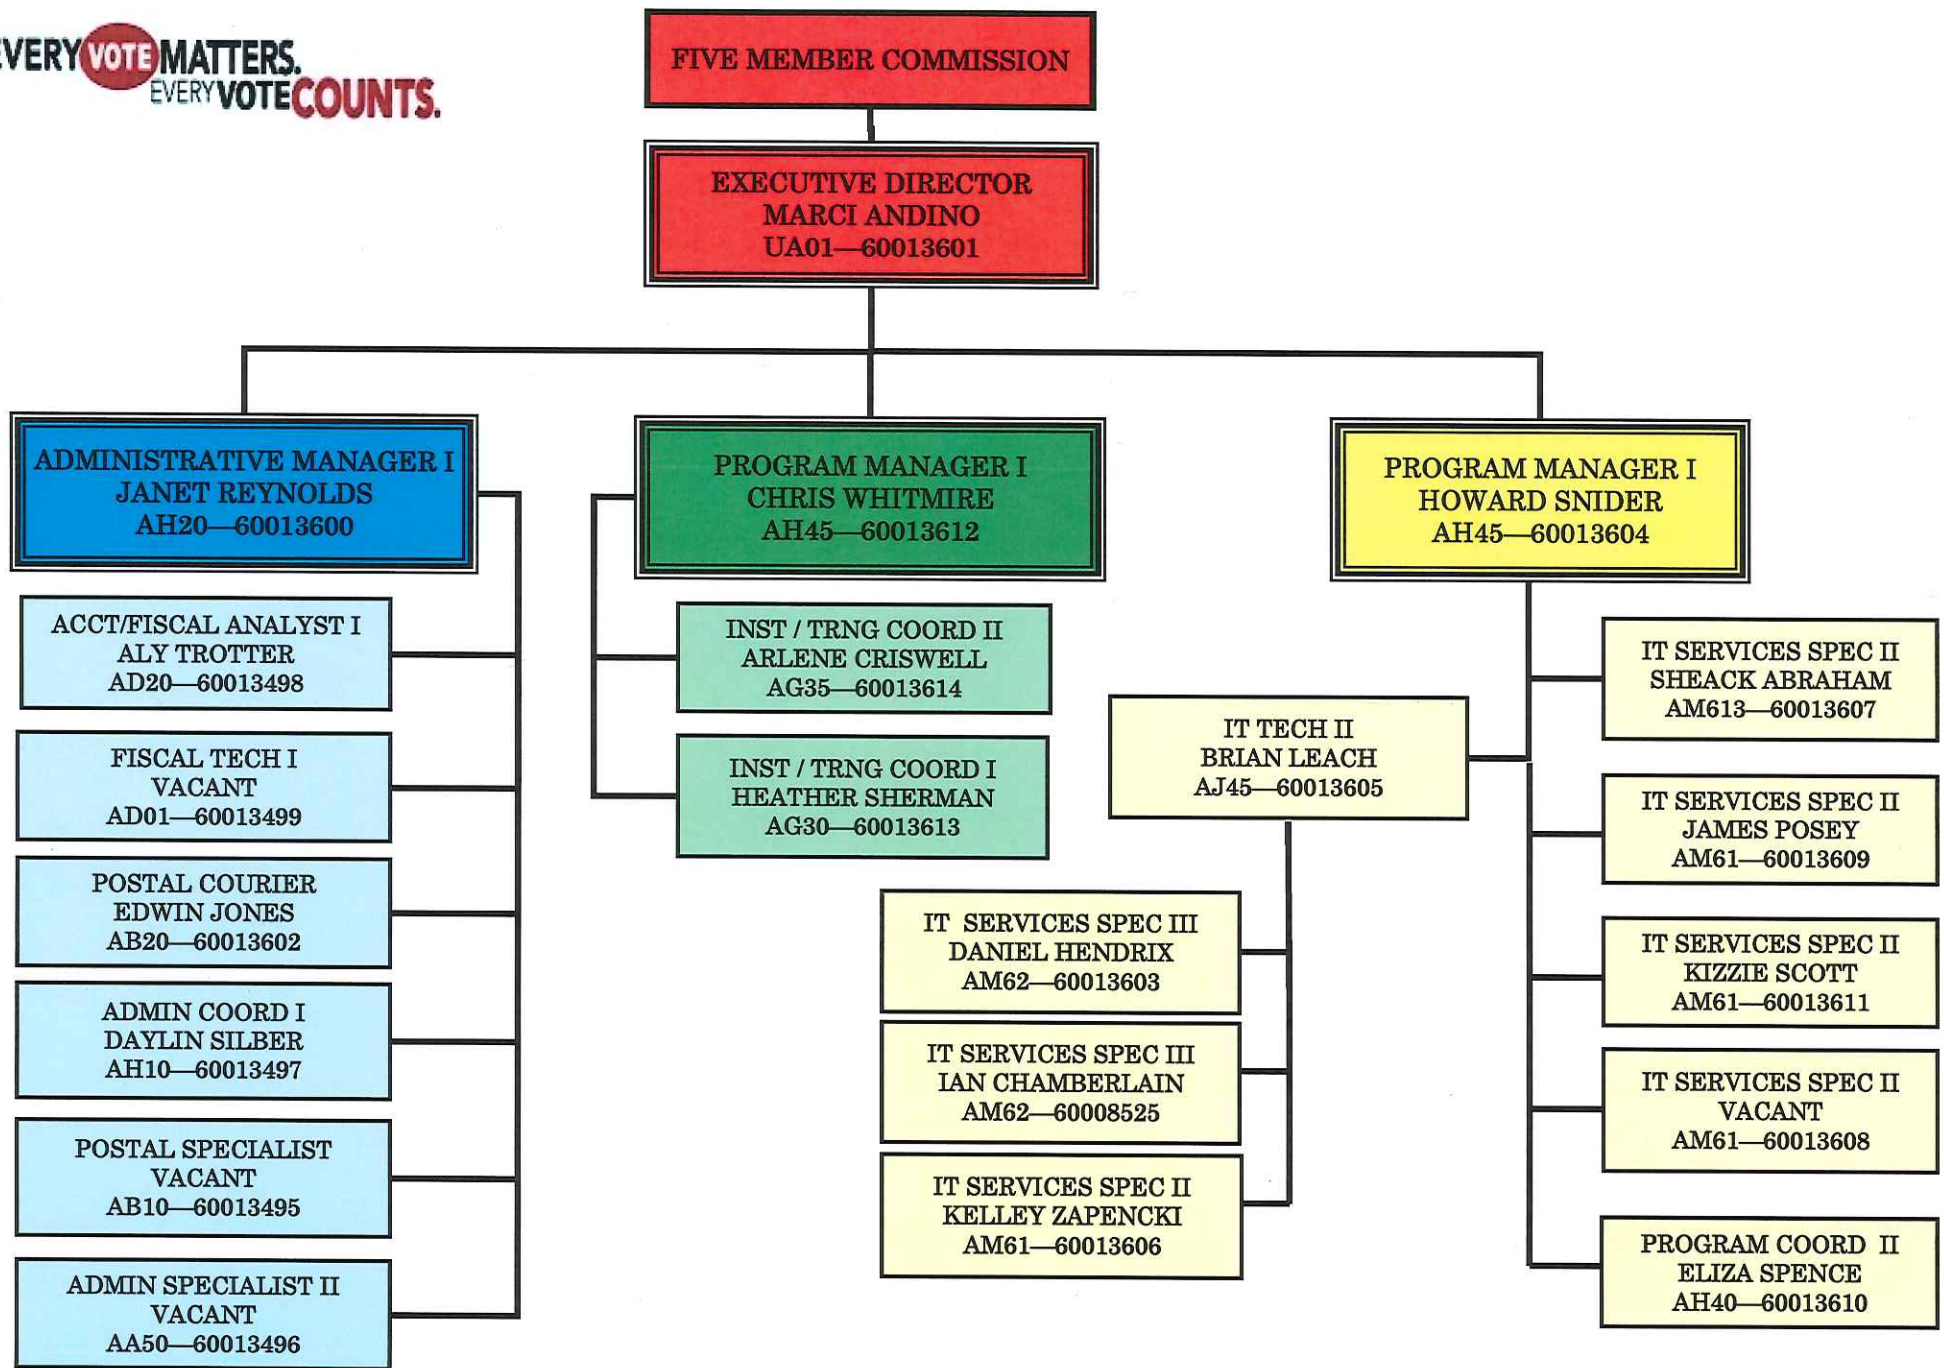 EVERY VOTE MATTERS.
EVERY VOTE COUNTS.
FIVE MEMBER COMMISSION
EXECUTIVE DIRECTOR
MARCI ANDINO
UA01—60013601
ADMINISTRATIVE MANAGER I
JANET REYNOLDS
AH20—60013600
ACCT/FISCAL ANALYST I
ALY TROTTER
AD20—60013498
FISCAL TECH I
VACANT
AD01—60013499
POSTAL COURIER
EDWIN JONES
AB20—60013602
ADMIN COORD I
DAYLIN SILBER
AH10—60013497
POSTAL SPECIALIST
VACANT
AB10—60013495
ADMIN SPECIALIST II
VACANT
AA50—60013496
PROGRAM MANAGER I
CHRIS WHITMIRE
AH45—60013612
INST / TRNG COORD II
ARLENE CRISWELL
AG35—60013614
INST / TRNG COORD I
HEATHER SHERMAN
AG30—60013613
PROGRAM MANAGER I
HOWARD SNIDER
AH45—60013604
IT TECH II
BRIAN LEACH
AJ45—60013605
IT SERVICES SPEC III
DANIEL HENDRIX
AM62—60013603
IT SERVICES SPEC III
IAN CHAMBERLAIN
AM62—60008525
IT SERVICES SPEC II
KELLEY ZAPENCKI
AM61—60013606
IT SERVICES SPEC II
SHEACK ABRAHAM
AM613—60013607
IT SERVICES SPEC II
JAMES POSEY
AM61—60013609
IT SERVICES SPEC II
KIZZIE SCOTT
AM61—60013611
IT SERVICES SPEC II
VACANT
AM61—60013608
PROGRAM COORD II
ELIZA SPENCE
AH40—60013610